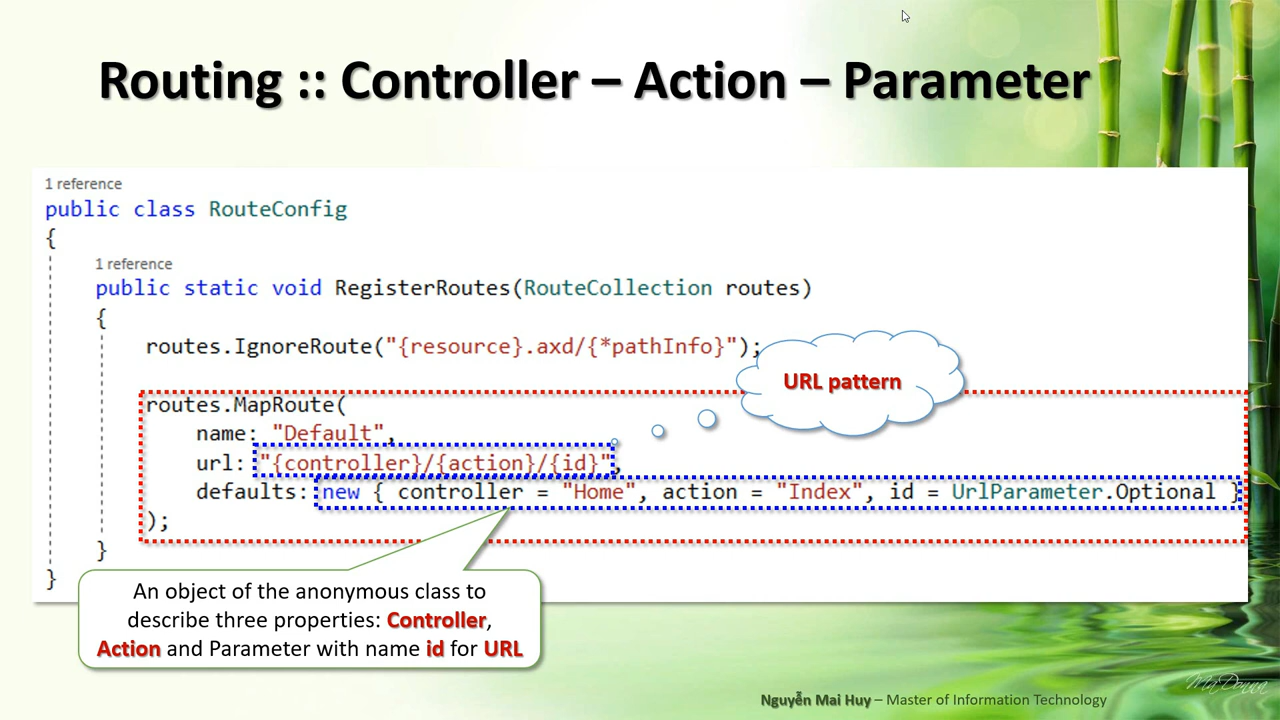 Routing :: Controller – Action – Parameter
1 reference
public class RouteConfig
{
1 reference
public static void RegisterRoutes(RouteCollection routes)
{
routes.IgnoreRoute("{resource}.axd/{*pathInfo}");
URL pattern
routes.MapRoute(
name: "Default",
url: "{controller}/{action}/{id}",
defaults: new { controller = "Home", action = "Index", id = UrlParameter.Optional }
);
}
}
An object of the anonymous class to
describe three properties: Controller,
Action and Parameter with name id for URL
MaDonna
Nguyễn Mai Huy – Master of Information Technology